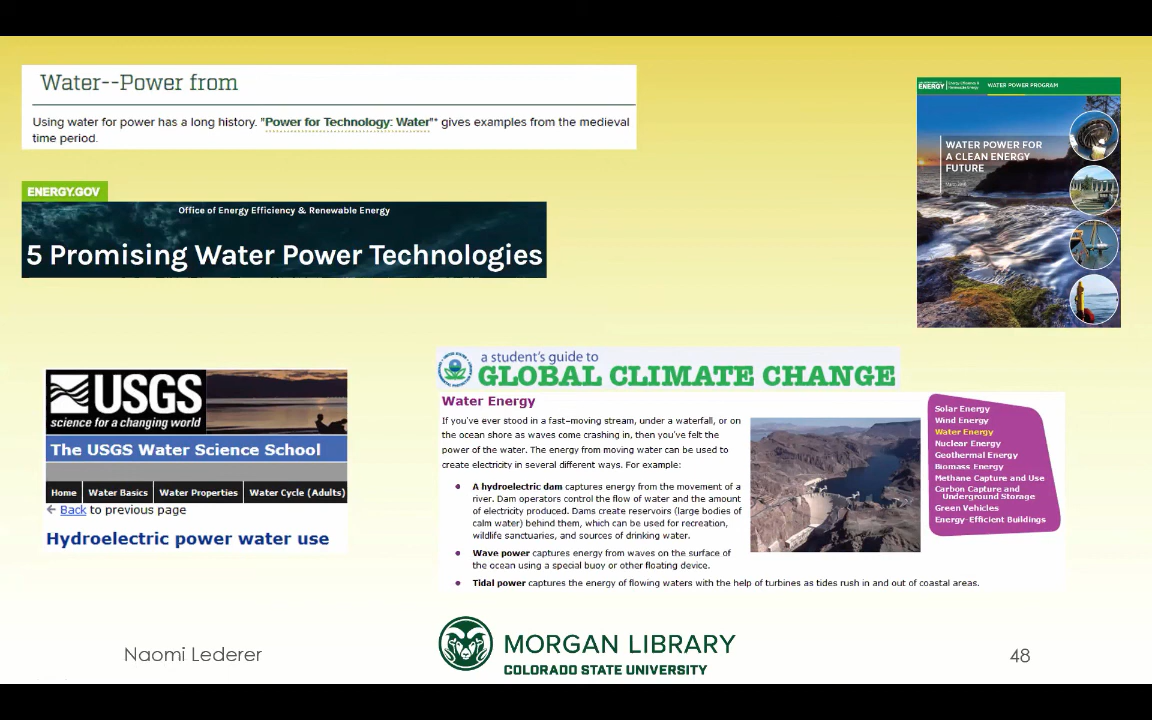 Water--Power from
Using water for power has a long history. "Power for Technology: Water"* gives examples from the medieval
time period.
ENERGY.GOV
Office of Energy Efficiency & Renewable Energy
5 Promising Water Power Technologies
ENERGY
Energy Efficiency &
Renewable Energy
WATER POWER PROGRAM
WATER POWER FOR
A CLEAN ENERGY
FUTURE
USGS
science for a changing world
The USGS Water Science School
Home
Water Basics
Water Properties
Water Cycle (Adults)
Back to previous page
Hydroelectric power water use
a student's guide to
GLOBAL CLIMATE CHANGE
Water Energy
If you've ever stood in a fast-moving stream, under a waterfall, or on
the ocean shore as waves come crashing in, then you've felt the
power of the water. The energy from moving water can be used to
create electricity in several different ways. For example:
• A hydroelectric dam captures energy from the movement of a
river. Dam operators control the flow of water and the amount
of electricity produced. Dams create reservoirs (large bodies of
calm water) behind them, which can be used for recreation,
wildlife sanctuaries, and sources of drinking water.
• Wave power captures energy from waves on the surface of
the ocean using a special buoy or other floating device.
• Tidal power captures the energy of flowing waters with the help of turbines as tides rush in and out of coastal areas.
Solar Energy
Wind Energy
Water Energy
Nuclear Energy
Geothermal Energy
Biomass Energy
Methane Capture and Use
Carbon Capture and
Underground Storage
Green Vehicles
Energy-Efficient Buildings
Naomi Lederer
MORGAN LIBRARY
COLORADO STATE UNIVERSITY
48